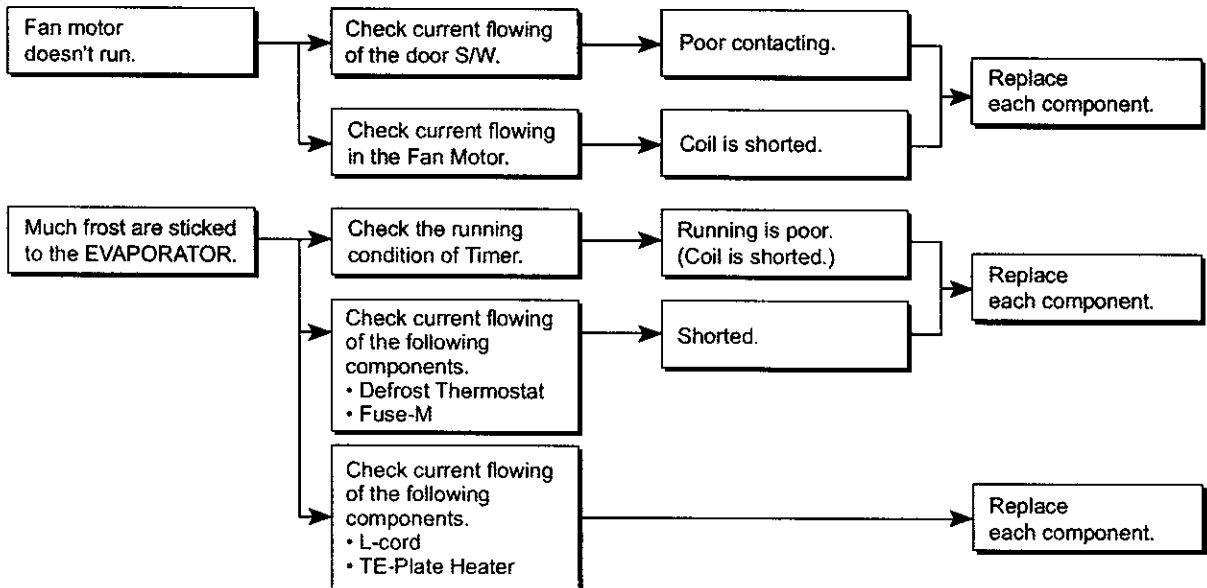 Fan motor
doesn't run.
Check current flowing
of the door S/W.
Poor contacting.
Replace
each component.
Check current flowing
in the Fan Motor.
Coil is shorted.
Much frost are sticked
to the EVAPORATOR.
Check the running
condition of Timer.
Running is poor.
(Coil is shorted.)
Replace
each component.
Check current flowing
of the following
components.
• Defrost Thermostat
• Fuse-M
Shorted.
Check current flowing
of the following
components.
• L-cord
• TE-Plate Heater
Replace
each component.